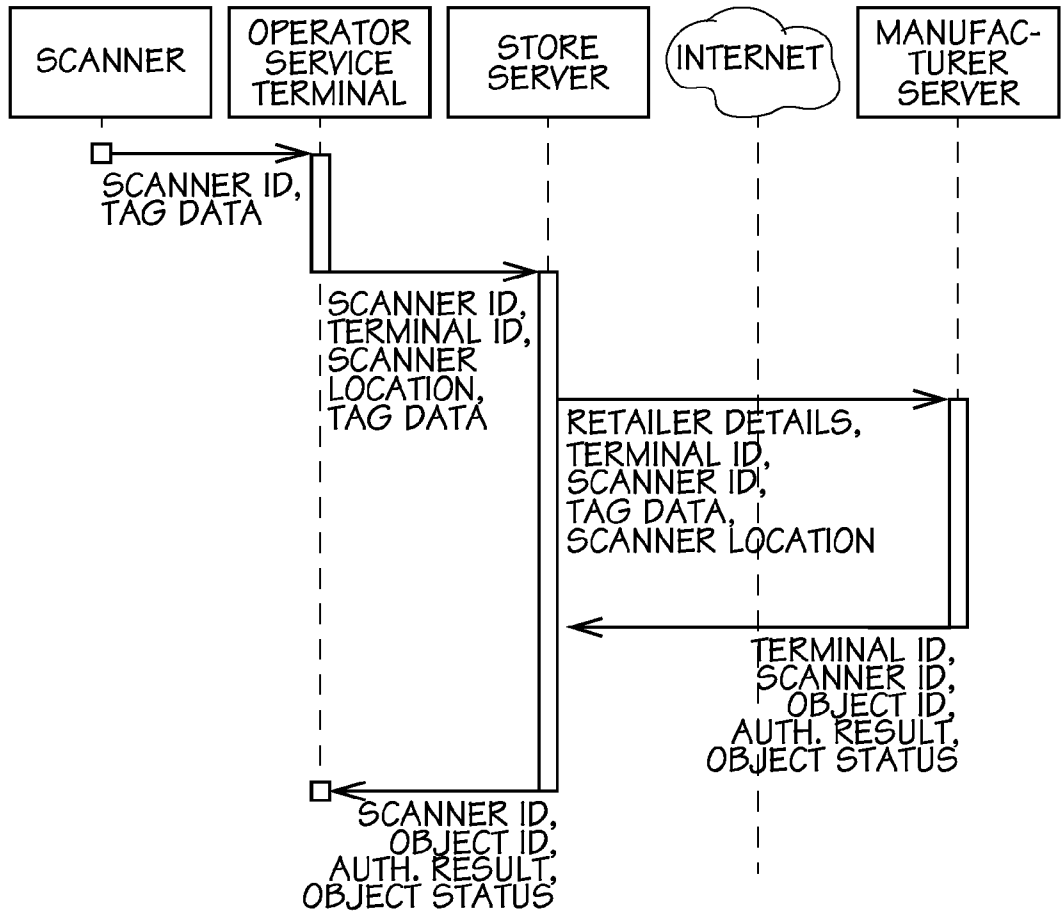 SCANNER
OPERATOR
SERVICE
TERMINAL
STORE
SERVER
INTERNET
MANUFAC-
TURER
SERVER
SCANNER ID,
TAG DATA
SCANNER ID,
TERMINAL ID,
SCANNER
LOCATION,
TAG DATA
RETAILER DETAILS,
TERMINAL ID,
SCANNER ID,
TAG DATA,
SCANNER LOCATION
TERMINAL ID,
SCANNER ID,
OBJECT ID,
AUTH. RESULT,
OBJECT STATUS
SCANNER ID,
OBJECT ID,
AUTH. RESULT,
OBJECT STATUS